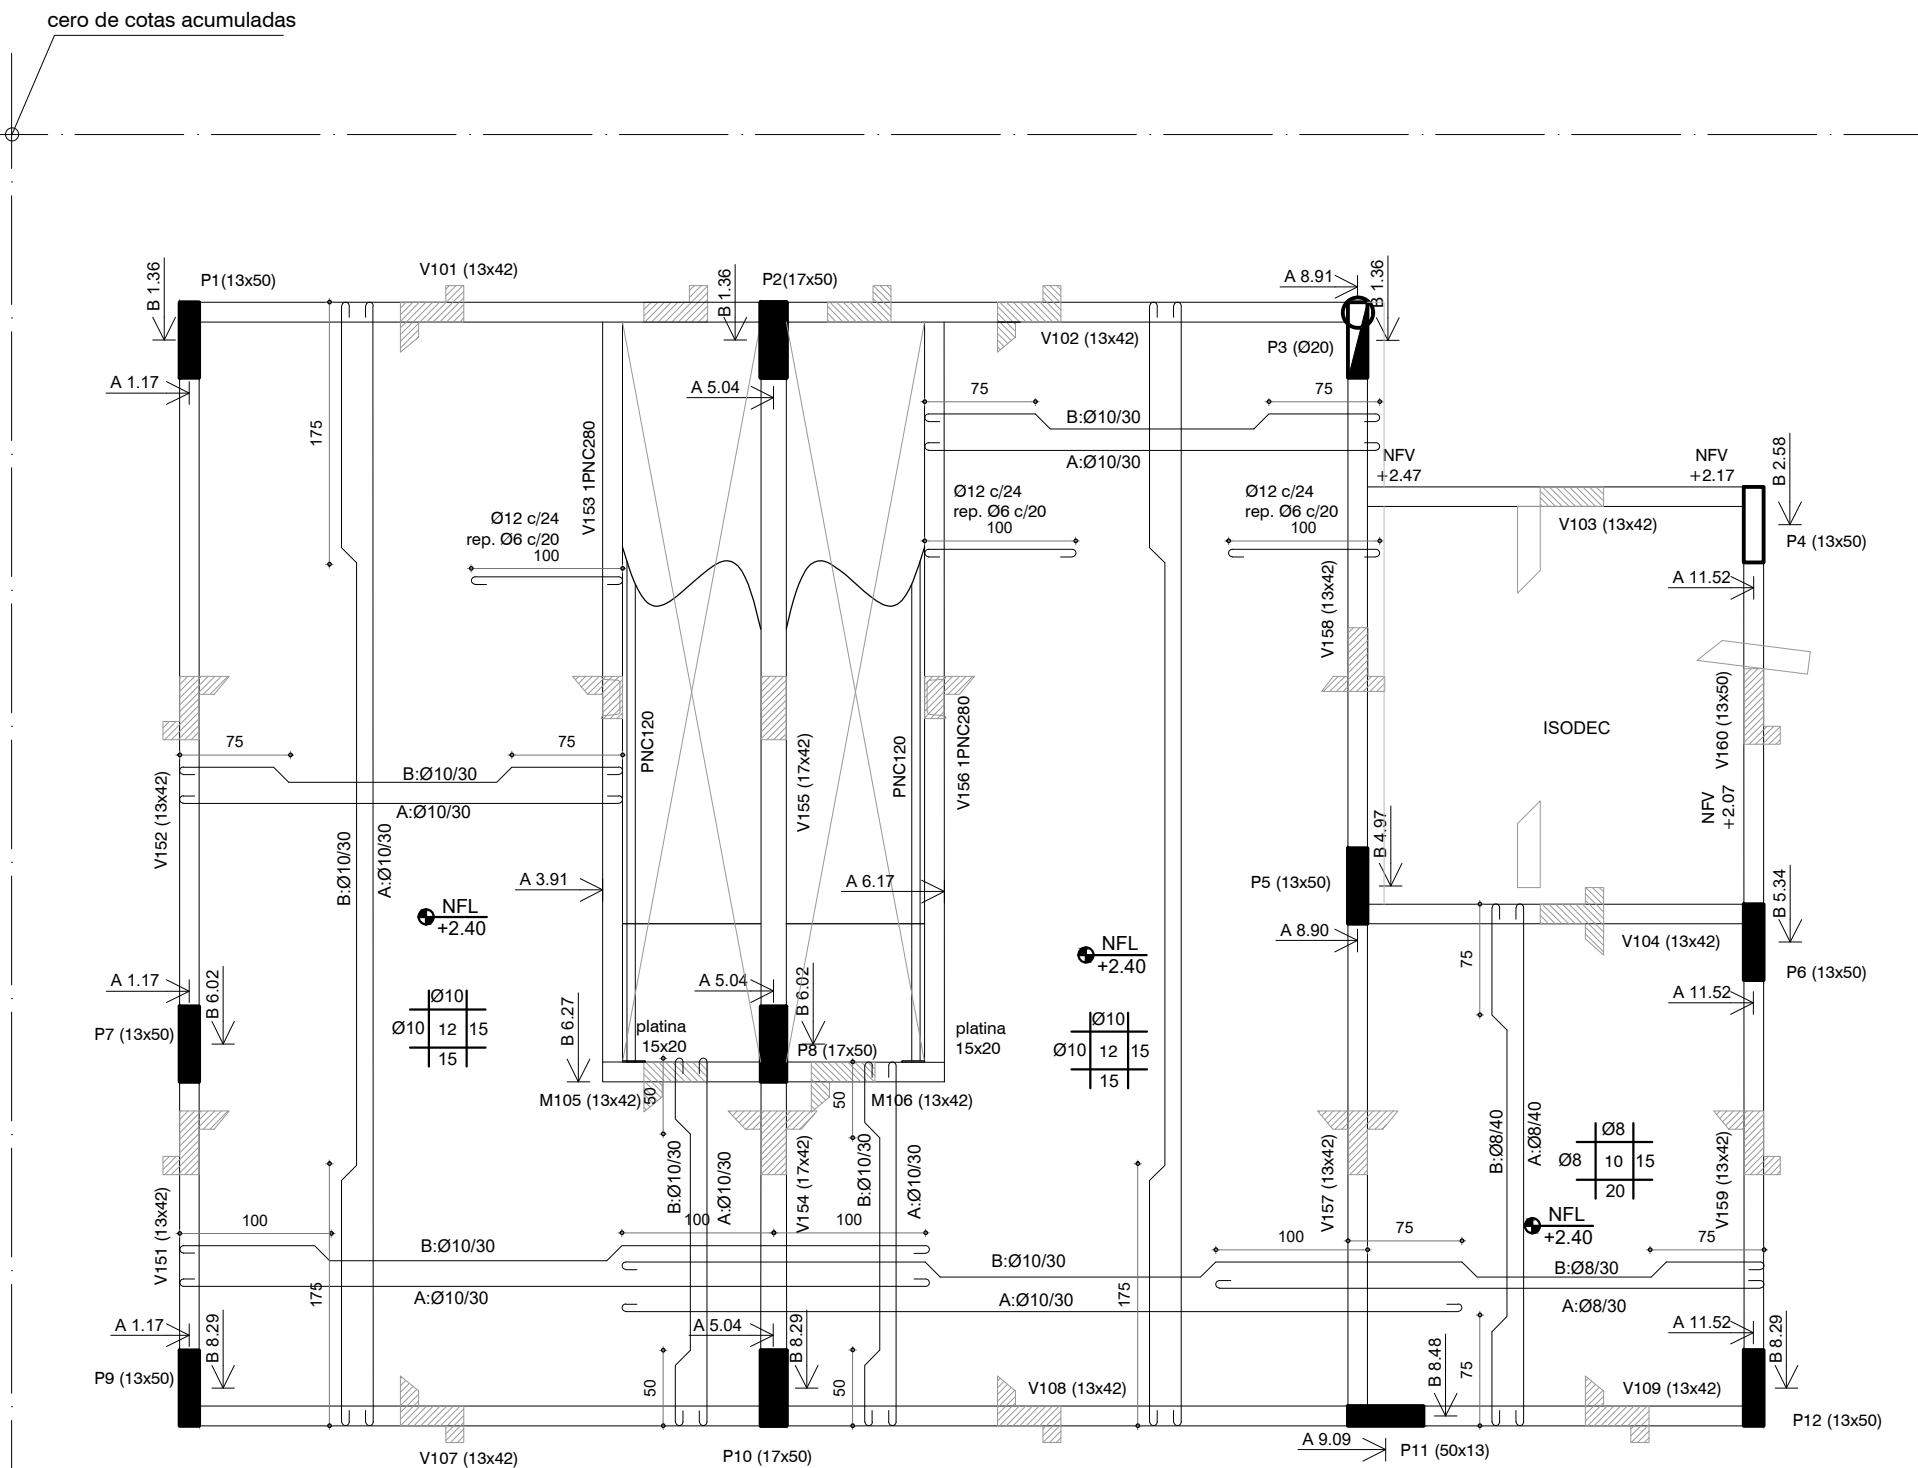 cero de cotas acumuladas
P1(13x50)
V101 (13x42)
P2(17x50)
A 8.91
B 1.36
B 1.36
B 1.36
V102 (13x42)
P3 (Ø20)
A 1.17
A 5.04
75
75
175
B:Ø10/30
A:Ø10/30
V153 1PNC280
NFV
+2.47
NFV
+2.17
B 2.58
Ø12 c/24
rep. Ø6 c/20
100
Ø12 c/24
rep. Ø6 c/20
100
Ø12 c/24
rep. Ø6 c/20
100
V103 (13x42)
P4 (13x50)
A 11.52
V158 (13x42)
75
75
B:Ø10/30
A:Ø10/30
V152 (13x42)
PNC120
V155 (17x42)
PNC120
V156 1PNC280
ISODEC
V160 (13x50)
NFV
+2.07
B:Ø10/30
A:Ø10/30
A 3.91
A 6.17
B 4.97
P5 (13x50)
NFL
+2.40
A 8.90
B 5.34
V104 (13x42)
P6 (13x50)
NFL
+2.40
75
A 1.17
B 6.02
P7 (13x50)
Ø10
Ø10 12 15
15
B 6.27
A 5.04
B 6.02
platina
15x20
P8 (17x50)
platina
15x20
Ø10
Ø10 12 15
15
A 11.52
M105 (13x42)
50
50
M106 (13x42)
B:Ø10/30
A:Ø10/30
V154 (17x42)
B:Ø10/30
A:Ø10/30
V157 (13x42)
B:Ø8/40
A:Ø8/40
Ø8
Ø8 10 15
20
V159 (13x42)
NFL
+2.40
V151 (13x42)
100
100
100
100
75
75
B:Ø10/30
B:Ø10/30
B:Ø8/30
A:Ø10/30
A:Ø10/30
A:Ø8/30
175
175
A 1.17
B 8.29
A 5.04
B 8.29
A 11.52
B 8.29
P9 (13x50)
50
50
B 8.48
75
V108 (13x42)
V109 (13x42)
V107 (13x42)
P10 (17x50)
A 9.09
P11 (50x13)
P12 (13x50)